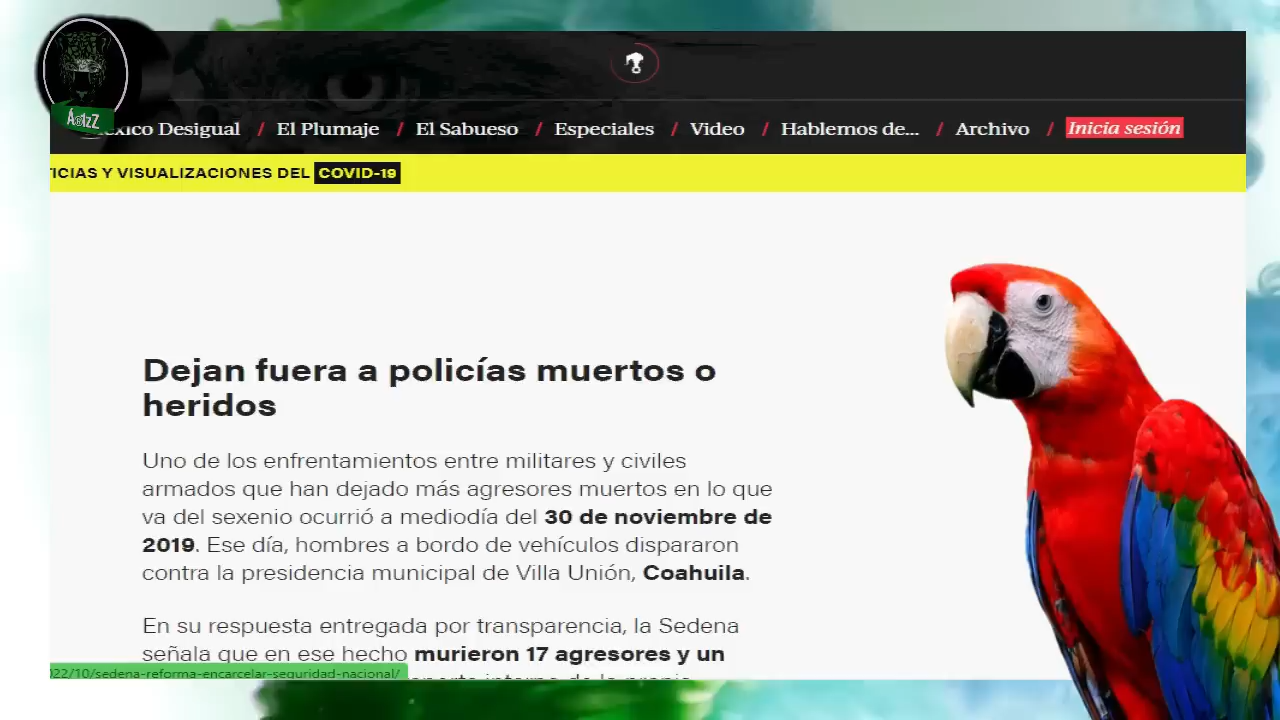 ÁөlzZ
México Desigual / El Plumaje / El Sabueso / Especiales / Video / Hablemos de... / Archivo / Inicia sesión
ICIAS Y VISUALIZACIONES DEL COVID-19
Dejan fuera a policías muertos o
heridos
Uno de los enfrentamientos entre militares y civiles
armados que han dejado más agresores muertos en lo que
va del sexenio ocurrió a mediodía del 30 de noviembre de
2019. Ese día, hombres a bordo de vehículos dispararon
contra la presidencia municipal de Villa Unión, Coahuila.
En su respuesta entregada por transparencia, la Sedena
señala que en ese hecho murieron 17 agresores y un
022/10/sedena-reforma-encarcelar-seguridad-nacional/